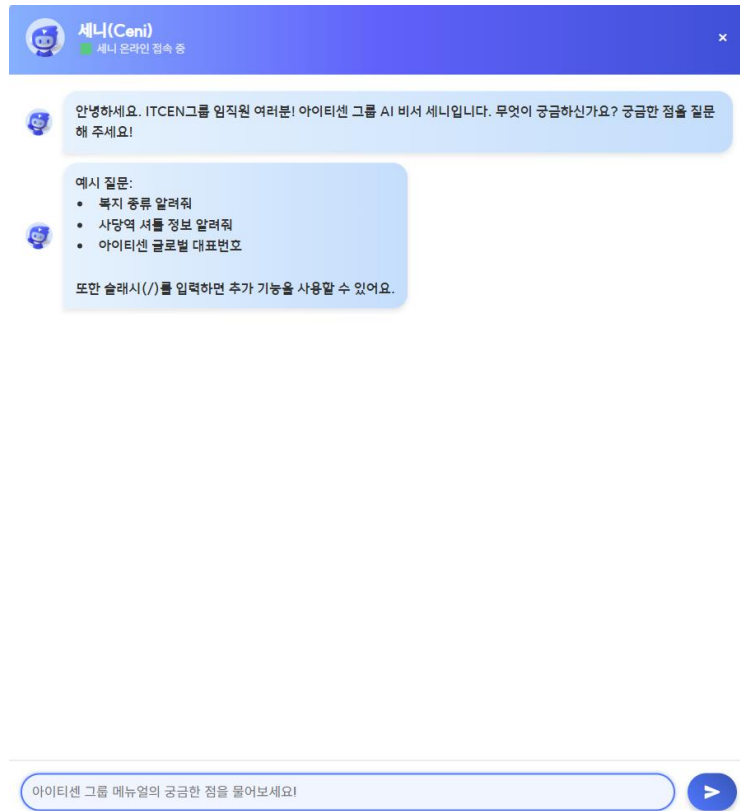 세니(Ceni)
세니 온라인 접속 중
×
안녕하세요. ITCEN그룹 임직원 여러분! 아이티센 그룹 AI 비서 세니입니다. 무엇이 궁금하신가요? 궁금한 점을 질문
해 주세요!
예시 질문:
• 복지 종류 알려줘
• 사당역 셔틀 정보 알려줘
• 아이티센 글로벌 대표번호
또한 슬래시(/)를 입력하면 추가 기능을 사용할 수 있어요.
아이티센 그룹 메뉴얼의 궁금한 점을 물어보세요!